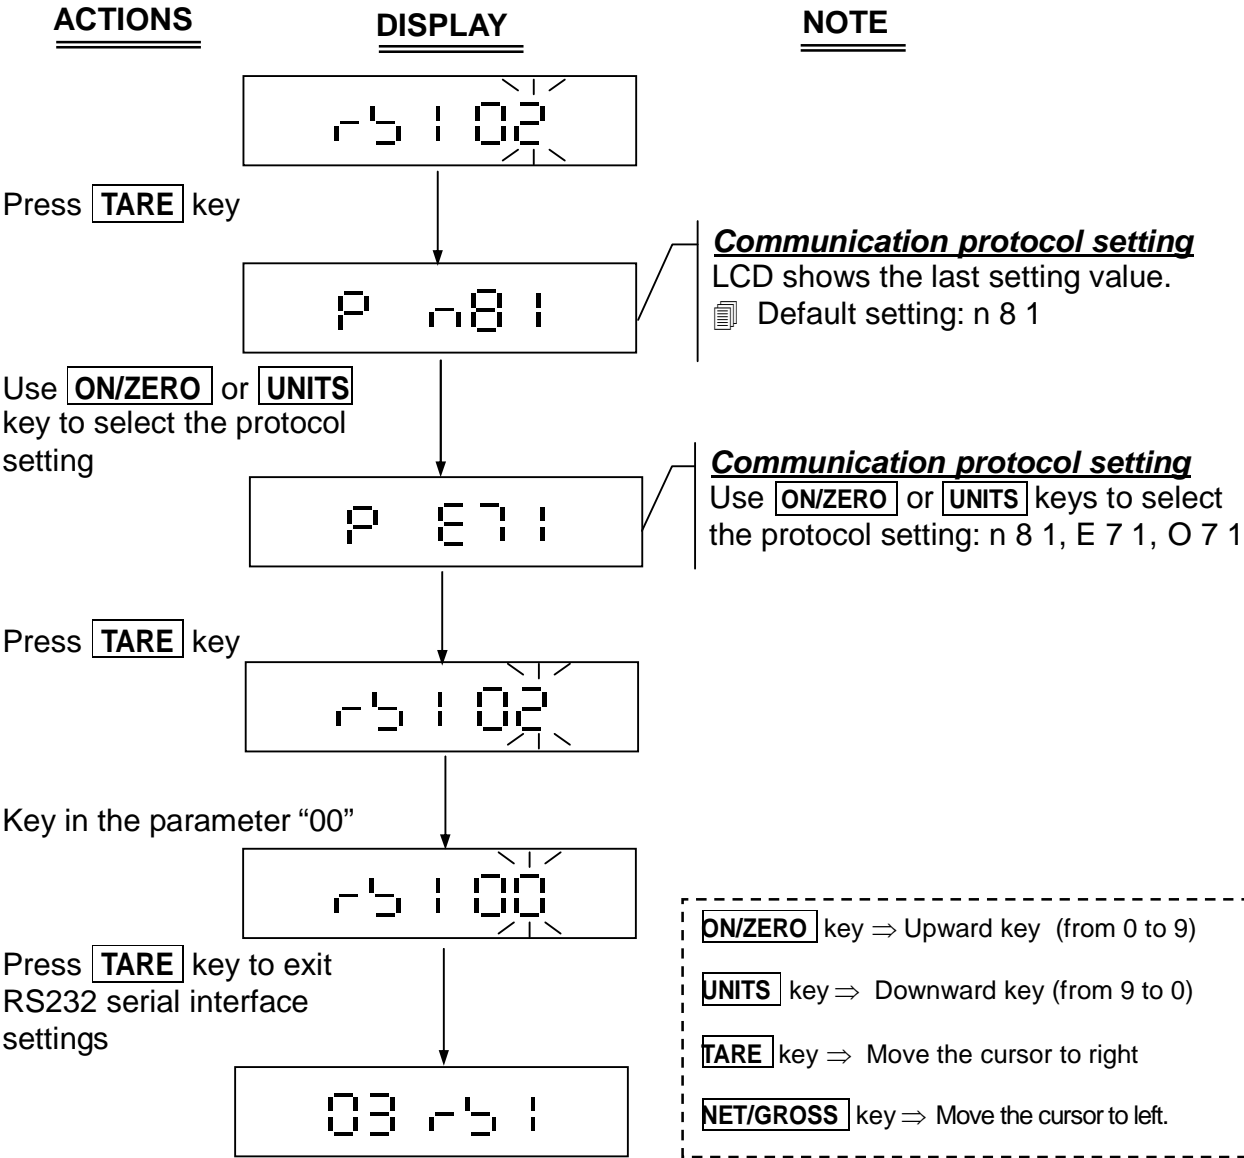 ACTIONS DISPLAY NOTE
rS1 02
Press TARE key
P n81
Communication protocol setting
LCD shows the last setting value.
Default setting: n 8 1
Use ON/ZERO or UNITS
key to select the protocol
setting
P E71
Communication protocol setting
Use ON/ZERO or UNITS keys to select
the protocol setting: n 8 1, E 7 1, O 7 1
Press TARE key
rS1 02
Key in the parameter “00”
rS1 00
Press TARE key to exit
RS232 serial interface
settings
03 rS1
ON/ZERO key ⇒ Upward key (from 0 to 9)
UNITS key ⇒ Downward key (from 9 to 0)
TARE key ⇒ Move the cursor to right
NET/GROSS key ⇒ Move the cursor to left.